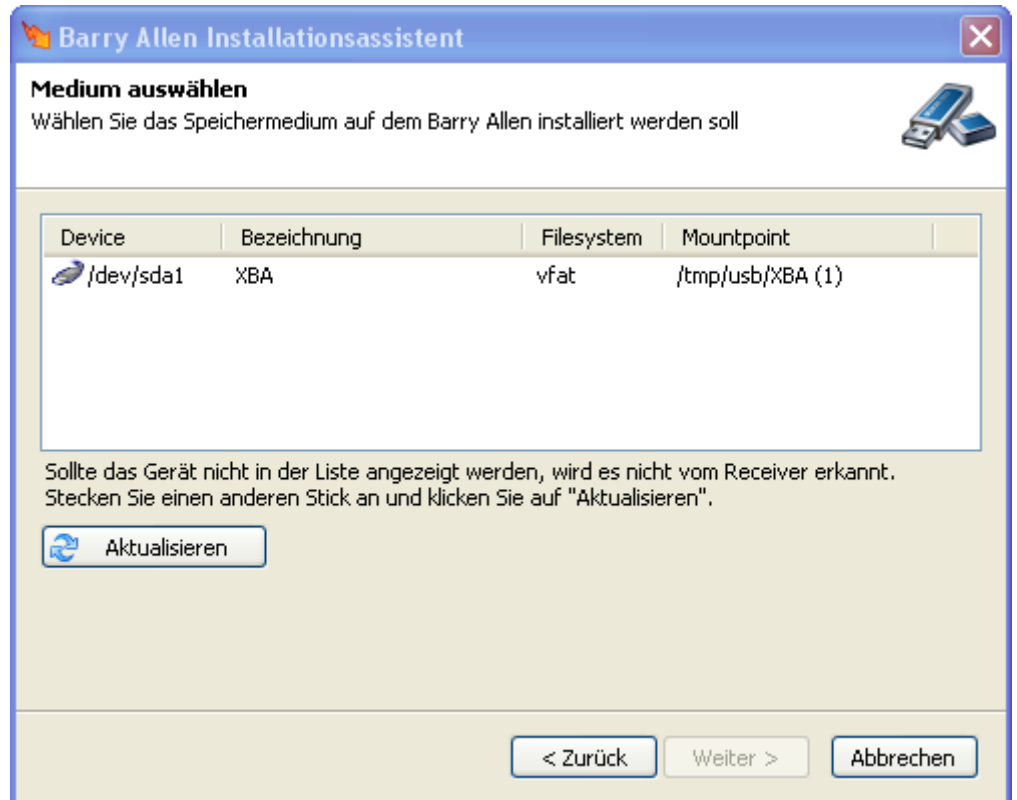 Barry Allen Installationsassistent
Medium auswählen
Wählen Sie das Speichermedium auf dem Barry Allen installiert werden soll
Device Bezeichnung Filesystem Mountpoint
/dev/sda1 XBA vfat /tmp/usb/XBA (1)
Sollte das Gerät nicht in der Liste angezeigt werden, wird es nicht vom Receiver erkannt.
Stecken Sie einen anderen Stick an und klicken Sie auf "Aktualisieren".
Aktualisieren
< Zurück Weiter > Abbrechen